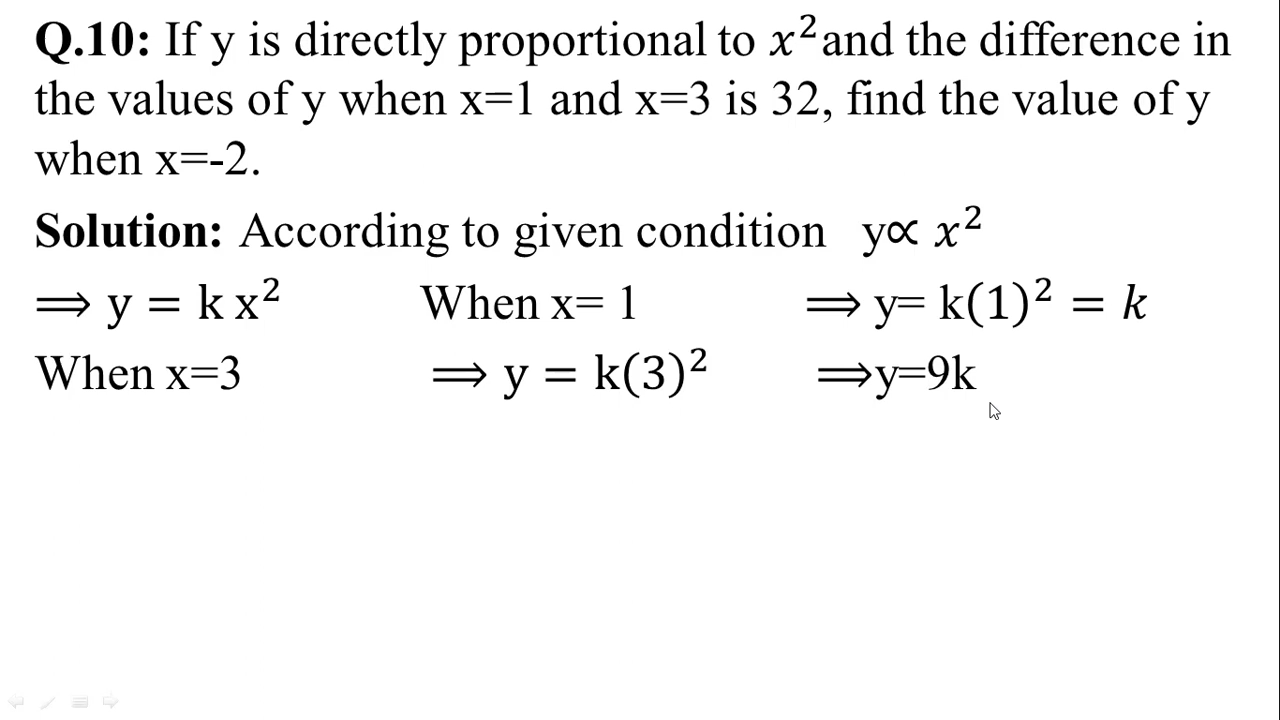 Q.10: If y is directly proportional to 𝑥² and the difference in
the values of y when x=1 and x=3 is 32, find the value of y
when x=-2.
Solution: According to given condition y∝ 𝑥²
⟹ y = k x² When x= 1 ⟹ y= k(1)² = 𝑘
When x=3 ⟹ y = k(3)² ⟹y=9k